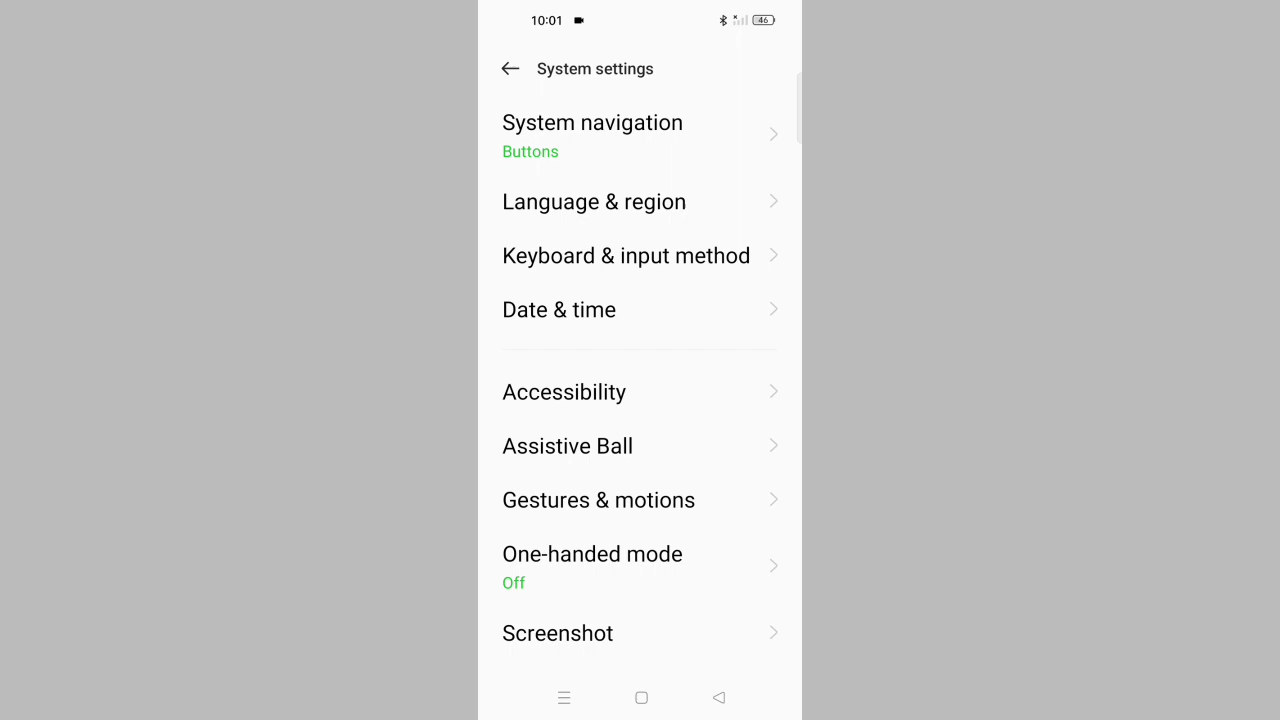 10:01
46
System settings
System navigation
Buttons
Language & region
Keyboard & input method
Date & time
Accessibility
Assistive Ball
Gestures & motions
One-handed mode
Off
Screenshot